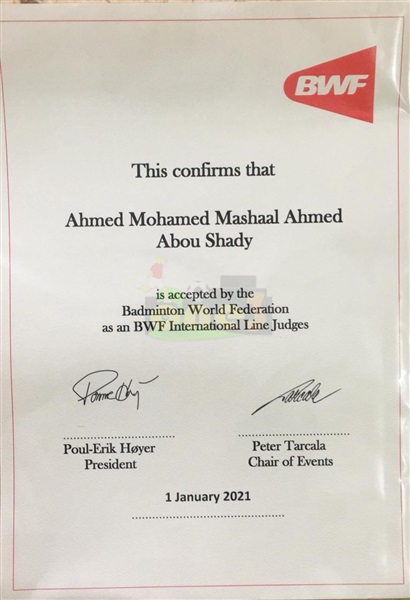 BWF
This confirms that
Ahmed Mohamed Mashaal Ahmed
Abou Shady
is accepted by the
Badminton World Federation
as an BWF International Line Judges
Poul-Erik Høyer
President
Peter Tarcala
Chair of Events
1 January 2021